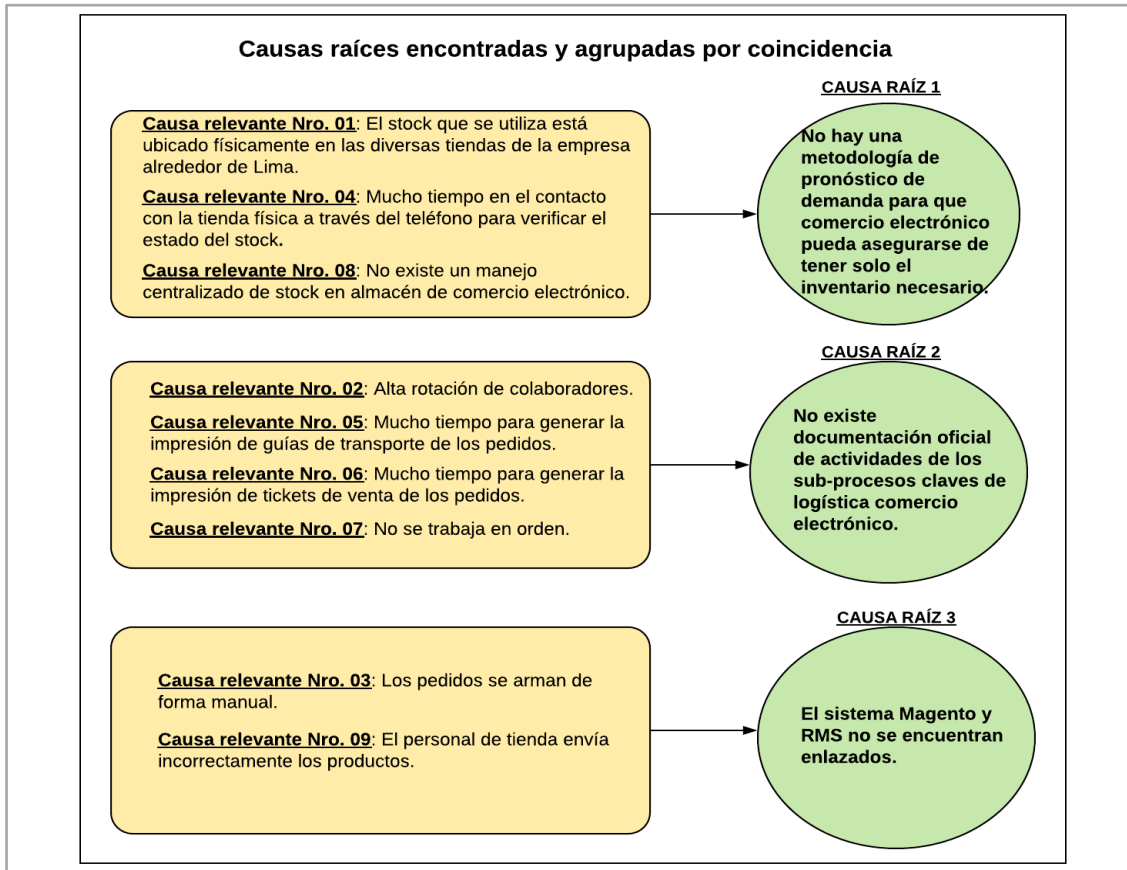 Causas raíces encontradas y agrupadas por coincidencia
Causa relevante Nro. 01: El stock que se utiliza está
ubicado físicamente en las diversas tiendas de la empresa
alrededor de Lima.
Causa relevante Nro. 04: Mucho tiempo en el contacto
con la tienda física a través del teléfono para verificar el
estado del stock.
Causa relevante Nro. 08: No existe un manejo
centralizado de stock en almacén de comercio electrónico.
CAUSA RAÍZ 1
No hay una
metodología de
pronóstico de
demanda para que
comercio electrónico
pueda asegurarse de
tener solo el
inventario necesario.
Causa relevante Nro. 02: Alta rotación de colaboradores.
Causa relevante Nro. 05: Mucho tiempo para generar la
impresión de guías de transporte de los pedidos.
Causa relevante Nro. 06: Mucho tiempo para generar la
impresión de tickets de venta de los pedidos.
Causa relevante Nro. 07: No se trabaja en orden.
CAUSA RAÍZ 2
No existe
documentación oficial
de actividades de los
sub-procesos claves de
logística comercio
electrónico.
Causa relevante Nro. 03: Los pedidos se arman de
forma manual.
Causa relevante Nro. 09: El personal de tienda envía
incorrectamente los productos.
CAUSA RAÍZ 3
El sistema Magento y
RMS no se encuentran
enlazados.